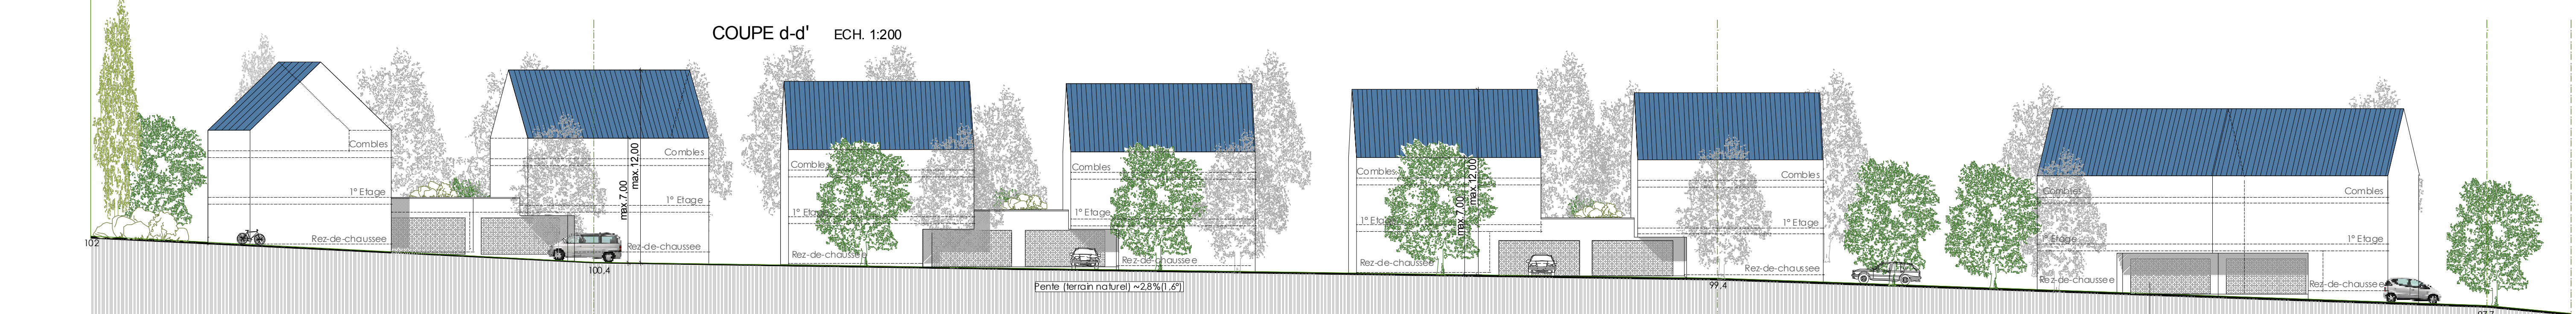 COUPE d-d' ECH. 1:200
Combles
1° Etage
Rez-de-chaussee
102
Combles
1° Etage
Rez-de-chaussee
max.7,00
max. 12,00
100,4
Combles
1° Etage
Rez-de-chaussee
Combles
1° Etage
Rez-de-chaussee
Pente (terrain naturel) ~2,8%(1,6°)
Combles
1° Etage
Rez-de-chaussee
max.7,00
max.12,00
Combles
1° Etage
Rez-de-chaussee
99,4
Combles
1° Etage
Rez-de-chaussee
Combles
1° Etage
Rez-de-chaussee